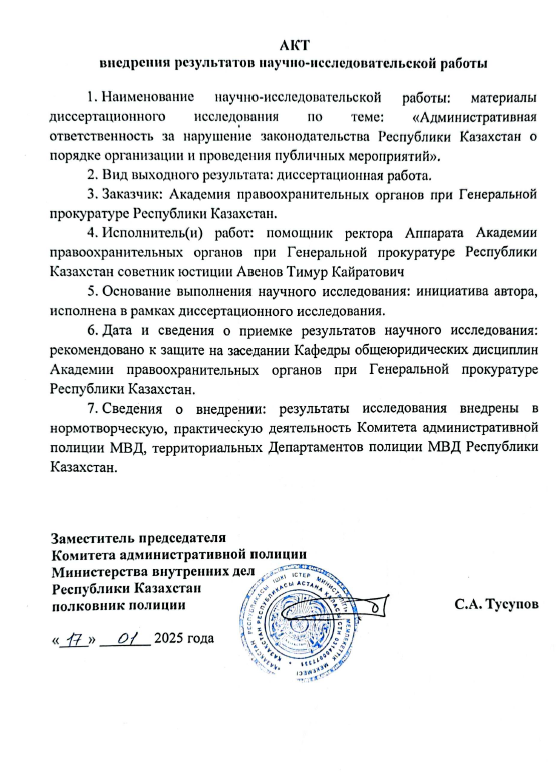 АКТ
внедрения результатов научно-исследовательской работы
1. Наименование научно-исследовательской работы: материалы
диссертационного исследования по теме: «Административная
ответственность за нарушение законодательства Республики Казахстан о
порядке организации и проведения публичных мероприятий».
2. Вид выходного результата: диссертационная работа.
3. Заказчик: Академия правоохранительных органов при Генеральной
прокуратуре Республики Казахстан.
4. Исполнитель(и) работ: помощник ректора Аппарата Академии
правоохранительных органов при Генеральной прокуратуре Республики
Казахстан советник юстиции Авенов Тимур Кайратович
5. Основание выполнения научного исследования: инициатива автора,
исполнена в рамках диссертационного исследования.
6. Дата и сведения о приемке результатов научного исследования:
рекомендовано к защите на заседании Кафедры общеюридических дисциплин
Академии правоохранительных органов при Генеральной прокуратуре
Республики Казахстан.
7. Сведения о внедрении: результаты исследования внедрены в
нормотворческую, практическую деятельность Комитета административной
полиции МВД, территориальных Департаментов полиции МВД Республики
Казахстан.
Заместитель председателя
Комитета административной полиции
Министерства внутренних дел
Республики Казахстан
полковник полиции С.А. Тусупов
«17» 01 2025 года